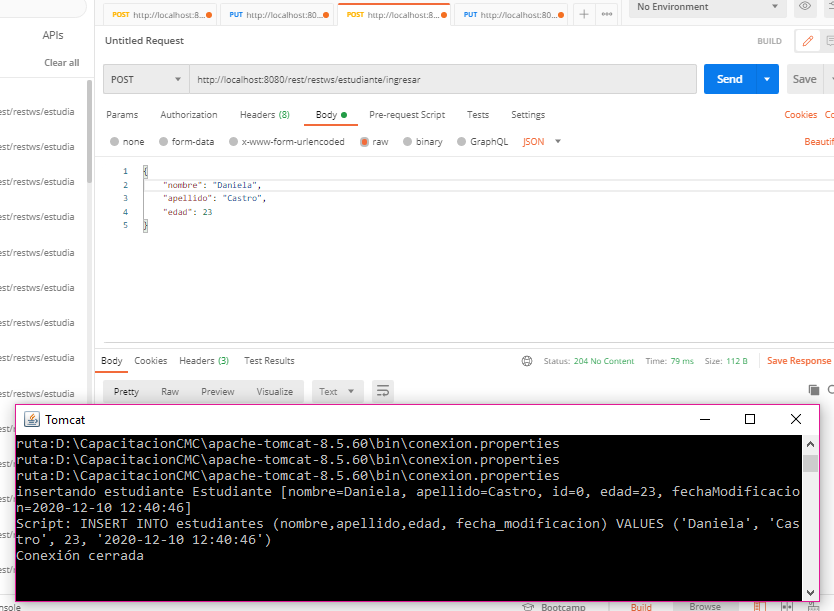 POST http://localhost:8... PUT http://localhost:80... POST http://localhost:8... PUT http://localhost:80... No Environment
APIs
Clear all
Untitled Request BUILD
POST http://localhost:8080/rest/restws/estudiante/ingresar Send Save
Params Authorization Headers (8) Body Pre-request Script Tests Settings Cookies Co
none form-data x-www-form-urlencoded raw binary GraphQL JSON Beautif
est/restws/estudia
est/restws/estudia
est/restws/estudia
est/restws/estudia
est/restws/estudia
est/restws/estudia
est/restws/estudia
est/restws/estudia
est/restws/estudia
1 {
2 "nombre": "Daniela",
3 "apellido": "Castro",
4 "edad": 23
5 }
Body Cookies Headers (3) Test Results Status: 204 No Content Time: 79 ms Size: 112 B Save Response
Pretty Raw Preview Visualize Text
Tomcat
ruta:D:\CapacitacionCMC\apache-tomcat-8.5.60\bin\conexion.properties
ruta:D:\CapacitacionCMC\apache-tomcat-8.5.60\bin\conexion.properties
ruta:D:\CapacitacionCMC\apache-tomcat-8.5.60\bin\conexion.properties
insertando estudiante Estudiante [nombre=Daniela, apellido=Castro, id=0, edad=23, fechaModificacio
n=2020-12-10 12:40:46]
Script: INSERT INTO estudiantes (nombre,apellido,edad, fecha_modificacion) VALUES ('Daniela', 'Cas
tro', 23, '2020-12-10 12:40:46')
Conexión cerrada
nsole Bootcamp Build Browse